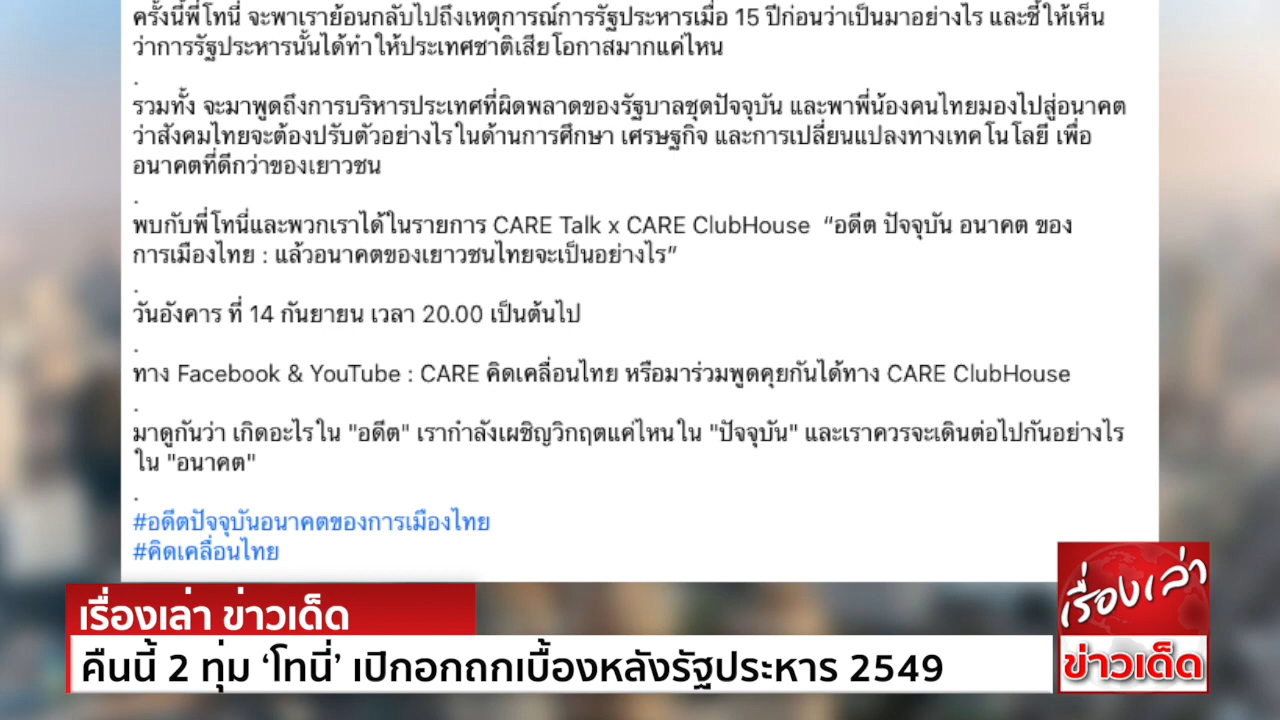 ครั้งนี้พี่โทนี่ จะพาเราย้อนกลับไปถึงเหตุการณ์การรัฐประหารเมื่อ 15 ปีก่อนว่าเป็นมาอย่างไร และชี้ให้เห็น
ว่าการรัฐประหารนั้นได้ทำให้ประเทศชาติเสียโอกาสมากแค่ไหน
.
รวมทั้ง จะมาพูดถึงการบริหารประเทศที่ผิดพลาดของรัฐบาลชุดปัจจุบัน และพาพี่น้องคนไทยมองไปสู่อนาคต
ว่าสังคมไทยจะต้องปรับตัวอย่างไรในด้านการศึกษา เศรษฐกิจ และการเปลี่ยนแปลงทางเทคโนโลยี เพื่อ
อนาคตที่ดีกว่าของเยาวชน
.
พบกับพี่โทนี่และพวกเราได้ในรายการ CARE Talk x CARE ClubHouse “อดีต ปัจจุบัน อนาคต ของ
การเมืองไทย : แล้วอนาคตของเยาวชนไทยจะเป็นอย่างไร”
.
วันอังคาร ที่ 14 กันยายน เวลา 20.00 เป็นต้นไป
.
ทาง Facebook & YouTube : CARE คิดเคลื่อนไทย หรือมาร่วมพูดคุยกันได้ทาง CARE ClubHouse
.
มาดูกันว่า เกิดอะไรใน "อดีต" เรากำลังเผชิญวิกฤตแค่ไหนใน "ปัจจุบัน" และเราควรจะเดินต่อไปกันอย่างไร
ใน "อนาคต"
.
#อดีตปัจจุบันอนาคตของการเมืองไทย
#คิดเคลื่อนไทย
เรื่องเล่า ข่าวเด็ด
คืนนี้ 2 ทุ่ม ‘โทนี่’ เปิดอกถกเบื้องหลังรัฐประหาร 2549
เรื่องเล่า
ข่าวเด็ด